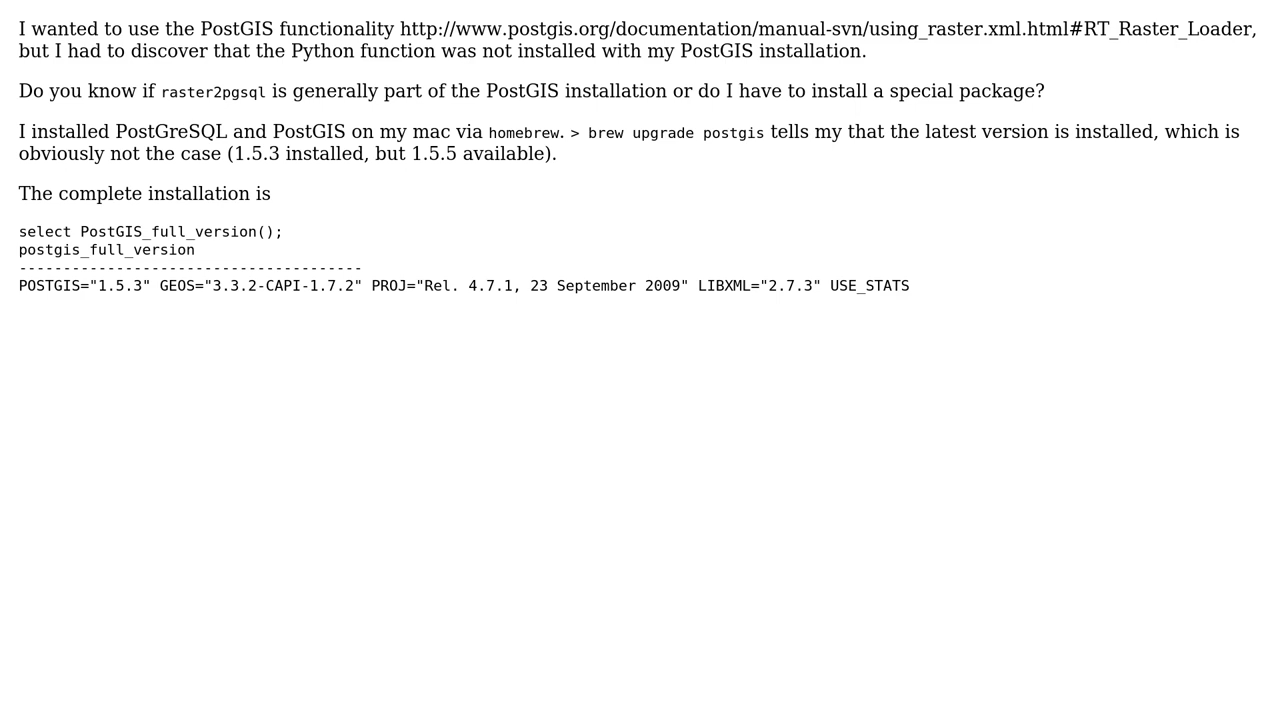 I wanted to use the PostGIS functionality http://www.postgis.org/documentation/manual-svn/using_raster.xml.html#RT_Raster_Loader,
but I had to discover that the Python function was not installed with my PostGIS installation.
Do you know if raster2pgsql is generally part of the PostGIS installation or do I have to install a special package?
I installed PostGreSQL and PostGIS on my mac via homebrew. > brew upgrade postgis tells my that the latest version is installed, which is
obviously not the case (1.5.3 installed, but 1.5.5 available).
The complete installation is
select PostGIS_full_version();
postgis_full_version
---------------------------------------
POSTGIS="1.5.3" GEOS="3.3.2-CAPI-1.7.2" PROJ="Rel. 4.7.1, 23 September 2009" LIBXML="2.7.3" USE_STATS